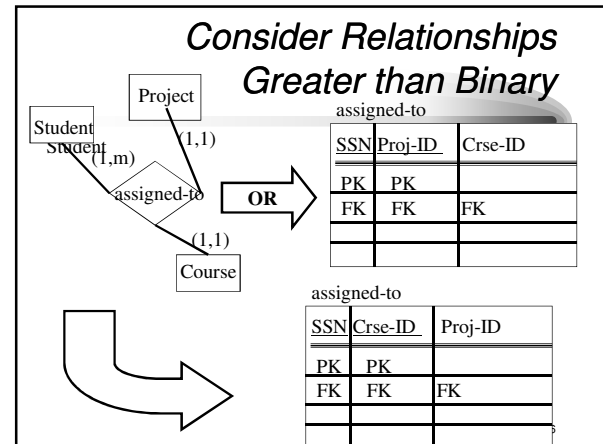 Consider Relationships
Greater than Binary
Project
Student
Student
(1,m)
(1,1)
assigned-to
(1,1)
Course
OR
assigned-to
SSN Proj-ID Crse-ID
PK PK
FK FK FK
assigned-to
SSN Crse-ID Proj-ID
PK PK
FK FK FK